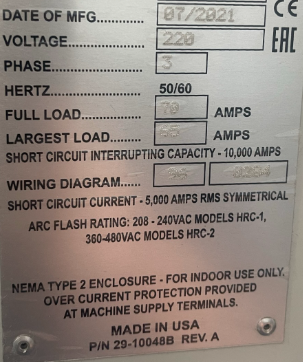 DATE OF MFG. 07/2021 CE
VOLTAGE 220 EAC
PHASE 3
HERTZ 50/60
FULL LOAD 70 AMPS
LARGEST LOAD AMPS
SHORT CIRCUIT INTERRUPTING CAPACITY - 10,000 AMPS
WIRING DIAGRAM
SHORT CIRCUIT CURRENT - 5,000 AMPS RMS SYMMETRICAL
ARC FLASH RATING: 208 - 240VAC MODELS HRC-1,
360-480VAC MODELS HRC-2
NEMA TYPE 2 ENCLOSURE - FOR INDOOR USE ONLY,
OVER CURRENT PROTECTION PROVIDED
AT MACHINE SUPPLY TERMINALS.
MADE IN USA
P/N 29-10048B REV. A